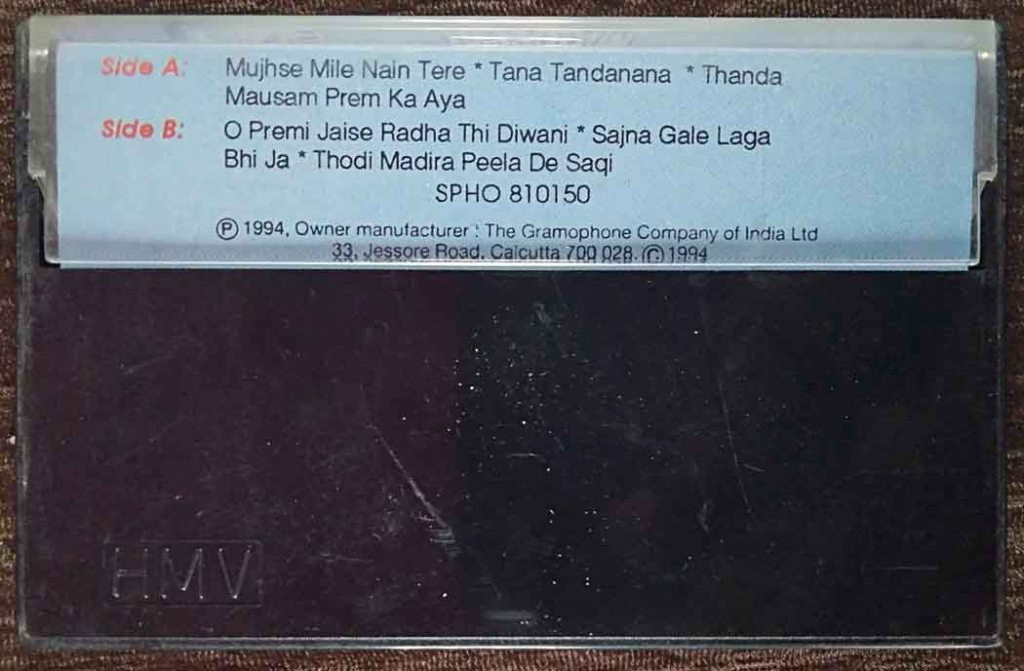 Side A: Mujhse Mile Nain Tere * Tana Tandanana * Thanda
Mausam Prem Ka Aya
Side B: O Premi Jaise Radha Thi Diwani * Sajna Gale Laga
Bhi Ja * Thodi Madira Peela De Saqi
SPHO 810150
Ⓟ 1994, Owner manufacturer : The Gramophone Company of India Ltd
33, Jessore Road, Calcutta 700 028. © 1994
HMV